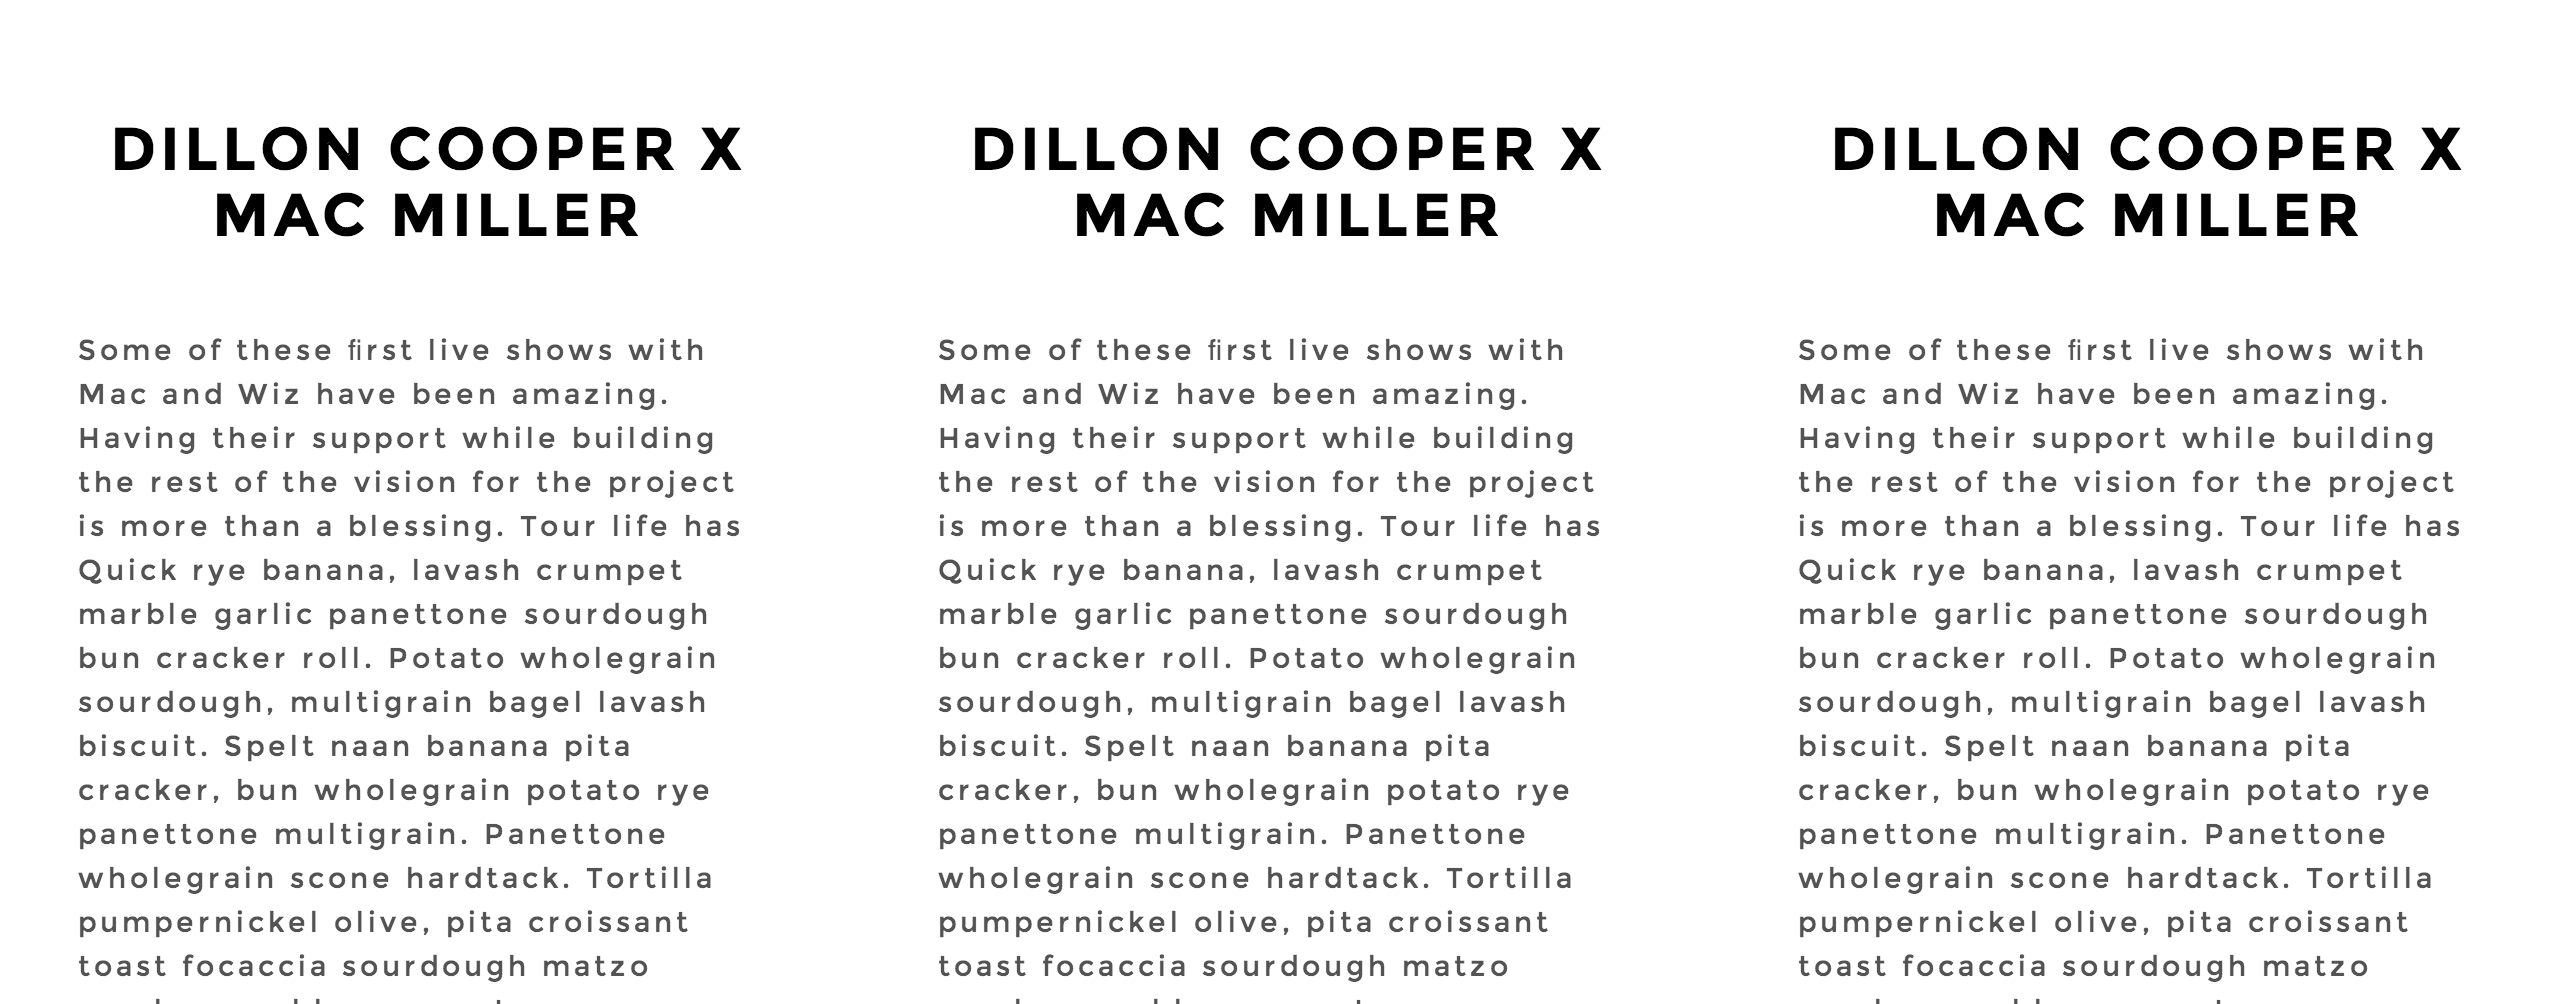 DILLON COOPER X
MAC MILLER
Some of these first live shows with
Mac and Wiz have been amazing.
Having their support while building
the rest of the vision for the project
is more than a blessing. Tour life has
Quick rye banana, lavash crumpet
marble garlic panettone sourdough
bun cracker roll. Potato wholegrain
sourdough, multigrain bagel lavash
biscuit. Spelt naan banana pita
cracker, bun wholegrain potato rye
panettone multigrain. Panettone
wholegrain scone hardtack. Tortilla
pumpernickel olive, pita croissant
toast focaccia sourdough matzo
DILLON COOPER X
MAC MILLER
Some of these first live shows with
Mac and Wiz have been amazing.
Having their support while building
the rest of the vision for the project
is more than a blessing. Tour life has
Quick rye banana, lavash crumpet
marble garlic panettone sourdough
bun cracker roll. Potato wholegrain
sourdough, multigrain bagel lavash
biscuit. Spelt naan banana pita
cracker, bun wholegrain potato rye
panettone multigrain. Panettone
wholegrain scone hardtack. Tortilla
pumpernickel olive, pita croissant
toast focaccia sourdough matzo
DILLON COOPER X
MAC MILLER
Some of these first live shows with
Mac and Wiz have been amazing.
Having their support while building
the rest of the vision for the project
is more than a blessing. Tour life has
Quick rye banana, lavash crumpet
marble garlic panettone sourdough
bun cracker roll. Potato wholegrain
sourdough, multigrain bagel lavash
biscuit. Spelt naan banana pita
cracker, bun wholegrain potato rye
panettone multigrain. Panettone
wholegrain scone hardtack. Tortilla
pumpernickel olive, pita croissant
toast focaccia sourdough matzo